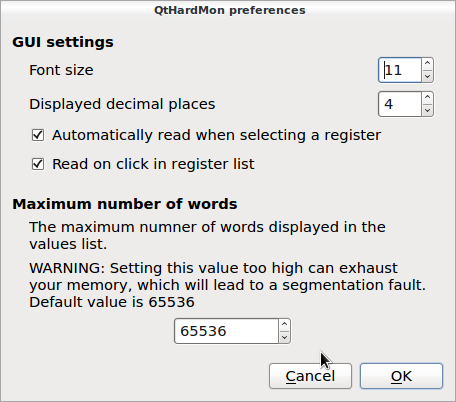 QtHardMon preferences
GUI settings
Font size 11
Displayed decimal places 4
Automatically read when selecting a register
Read on click in register list
Maximum number of words
The maximum numner of words displayed in the
values list.
WARNING: Setting this value too high can exhaust
your memory, which will lead to a segmentation fault.
Default value is 65536
65536
Cancel OK